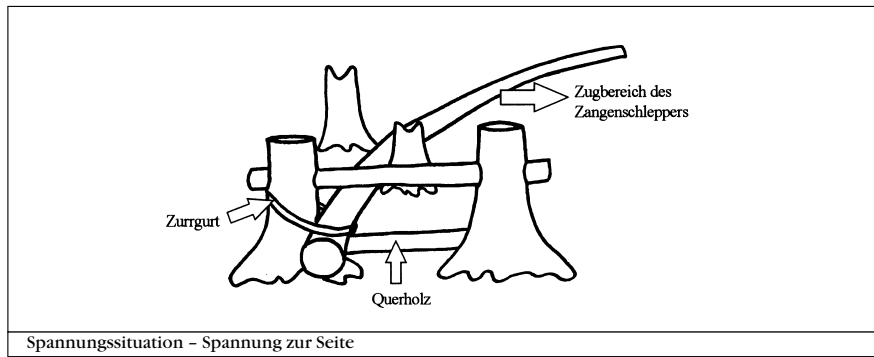 Zugbereich des
Zangenschleppers
Zurrgurt
Querholz
Spannungssituation – Spannung zur Seite